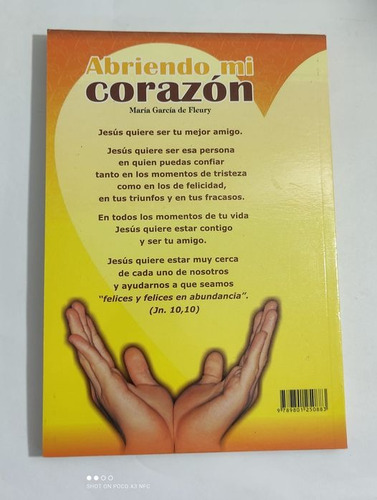 Abriendo mi
corazón
María García de Fleury
Jesús quiere ser tu mejor amigo.
Jesús quiere ser esa persona
en quien puedas confiar
tanto en los momentos de tristeza
como en los de felicidad,
en tus triunfos y en tus fracasos.
En todos los momentos de tu vida
Jesús quiere estar contigo
y ser tu amigo.
Jesús quiere estar muy cerca
de cada uno de nosotros
y ayudarnos a que seamos
"felices y felices en abundancia".
(Jn. 10,10)
SHOT ON POCO X3 NFC